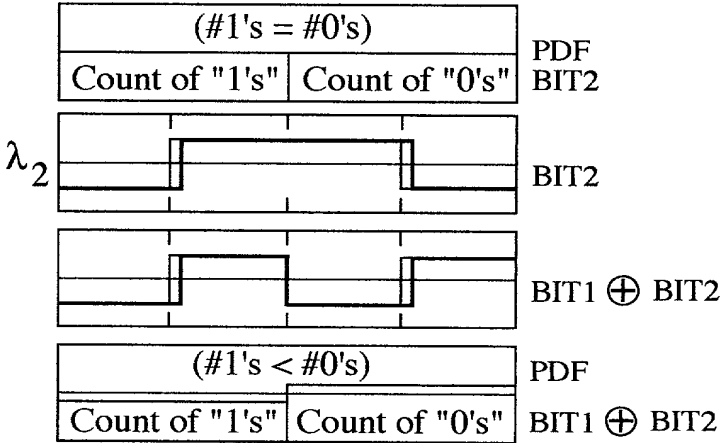 (#1's = #0's)
PDF
Count of "1's" Count of "0's" BIT2
λ2 BIT2
BIT1 ⊕ BIT2
(#1's < #0's) PDF
Count of "1's" Count of "0's" BIT1 ⊕ BIT2